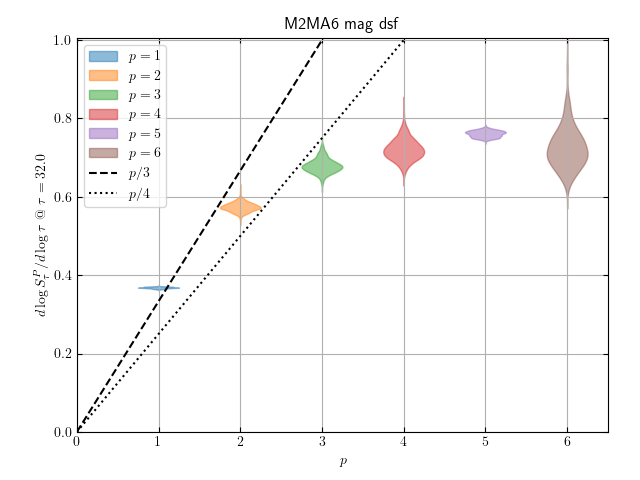 M2MA6 mag dsf
1.0
0.8
0.6
0.4
0.2
0.0
d log S_τ^P / d log τ @ τ = 32.0
p = 1
p = 2
p = 3
p = 4
p = 5
p = 6
p/3
p/4
0 1 2 3 4 5 6
p